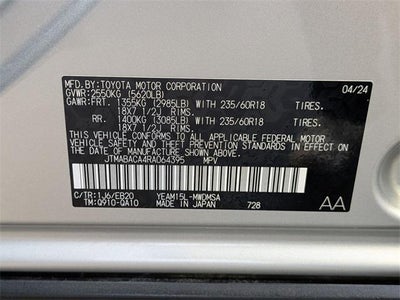 MFD.BY:TOYOTA MOTOR CORPORATION 04/24
GVWR:2550KG (5620LB)
GAWR:FRT. 1355KG (2985LB) WITH 235/60R18 TIRES.
18X7 1/2J RIMS.
RR. 1400KG (3085LB) WITH 235/60R18 TIRES.
18X7 1/2J RIMS.
THIS VEHICLE CONFORMS TO ALL APPLICABLE FEDERAL MOTOR
VEHICLE SAFETY AND THEFT PREVENTION STANDARDS IN
EFFECT ON THE DATE OF MANUFACTURE SHOWN ABOVE.
JTMABACA4RA064395 MPV
C/TR:1J6/EB20 YEAM15L-MWDMSA
TM:Q910-QA10 MADE IN JAPAN 728 AA